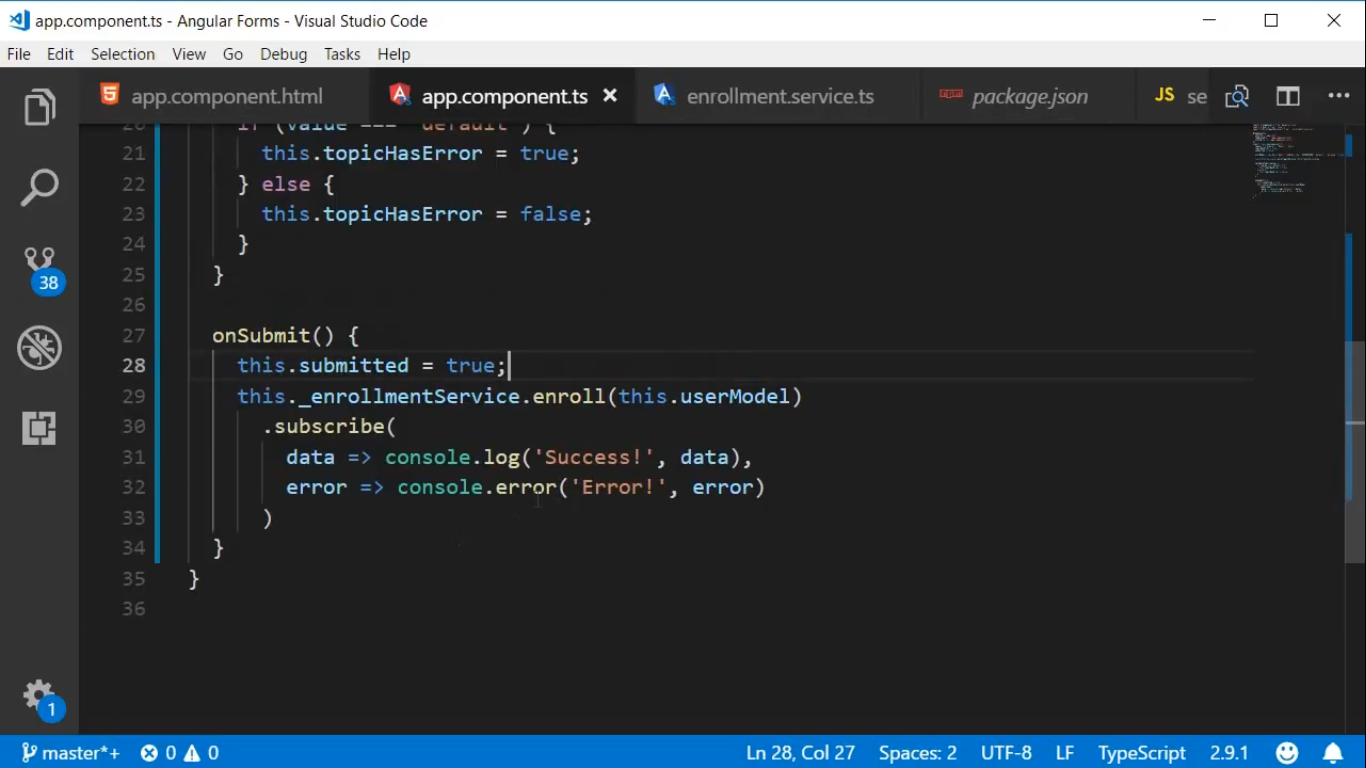 app.component.ts - Angular Forms - Visual Studio Code
File Edit Selection View Go Debug Tasks Help
app.component.html app.component.ts enrollment.service.ts package.json JS se
20 if (value === 'default') {
21 this.topicHasError = true;
22 } else {
23 this.topicHasError = false;
24 }
25 }
26
27 onSubmit() {
28 this.submitted = true;
29 this._enrollmentService.enroll(this.userModel)
30 .subscribe(
31 data => console.log('Success!', data),
32 error => console.error('Error!', error)
33 )
34 }
35 }
36
38
1
master*+ 0 0 Ln 28, Col 27 Spaces: 2 UTF-8 LF TypeScript 2.9.1